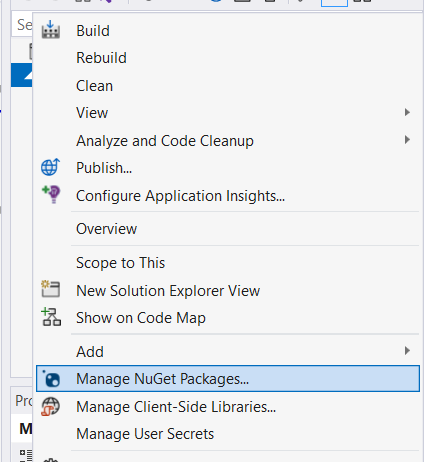 Se
Build
Rebuild
Clean
View
Analyze and Code Cleanup
Publish...
Configure Application Insights...
Overview
Scope to This
New Solution Explorer View
Show on Code Map
Add
Manage NuGet Packages...
Manage Client-Side Libraries...
Manage User Secrets
Pro
M